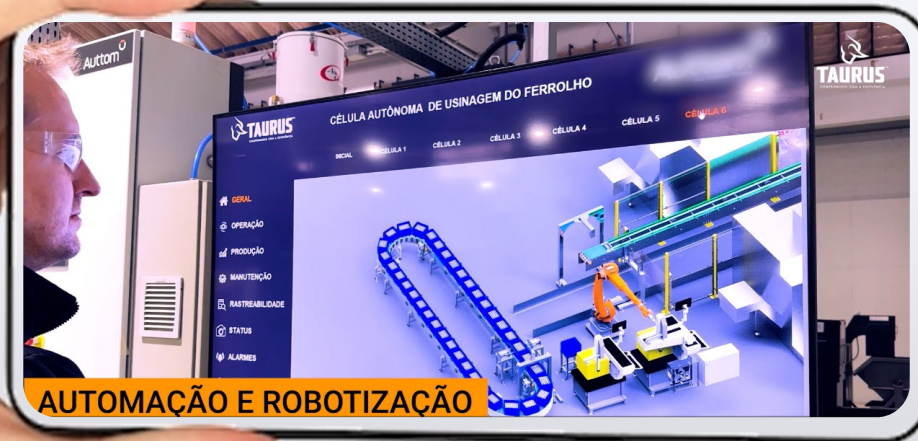 Auttom
TAURUS
CÉLULA AUTÔNOMA DE USINAGEM DO FERROLHO
TAURUS
INICIAL
CÉLULA 1
CÉLULA 2
CÉLULA 3
CÉLULA 4
CÉLULA 5
CÉLULA 6
GERAL
OPERAÇÃO
PRODUÇÃO
MANUTENÇÃO
RASTREABILIDADE
STATUS
ALARMES
AUTOMAÇÃO E ROBOTIZAÇÃO